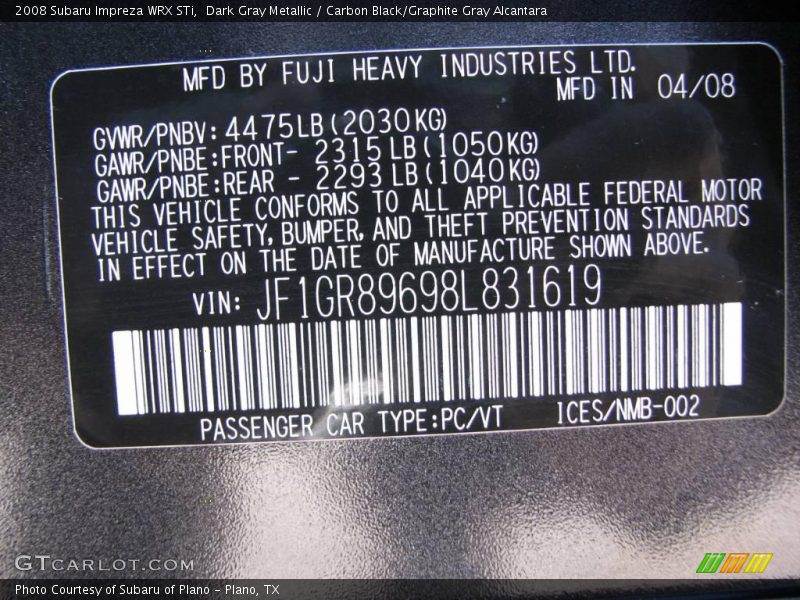 2008 Subaru Impreza WRX STi,  Dark Gray Metallic / Carbon Black/Graphite Gray Alcantara
MFD BY FUJI HEAVY INDUSTRIES LTD.
MFD IN 04/08
GVWR/PNBV:4475LB(2030KG)
GAWR/PNBE:FRONT- 2315LB(1050KG)
GAWR/PNBE:REAR - 2293LB(1040KG)
THIS VEHICLE CONFORMS TO ALL APPLICABLE FEDERAL MOTOR
VEHICLE SAFETY, BUMPER, AND THEFT PREVENTION STANDARDS
IN EFFECT ON THE DATE OF MANUFACTURE SHOWN ABOVE.
VIN: JF1GR89698L831619
PASSENGER CAR TYPE:PC/VT ICES/NMB-002
GTCARLOT.COM
Photo Courtesy of Subaru of Plano - Plano, TX